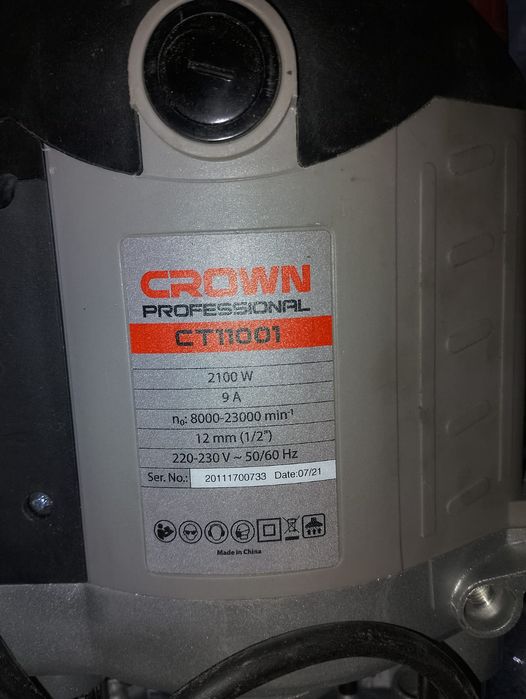 CROWN
PROFESSIONAL
CT11001
2100 W
9 A
n₀: 8000-23000 min⁻¹
12 mm (1/2")
220-230 V ~ 50/60 Hz
Ser. No.: 20111700733 Date:07/21
Made in China